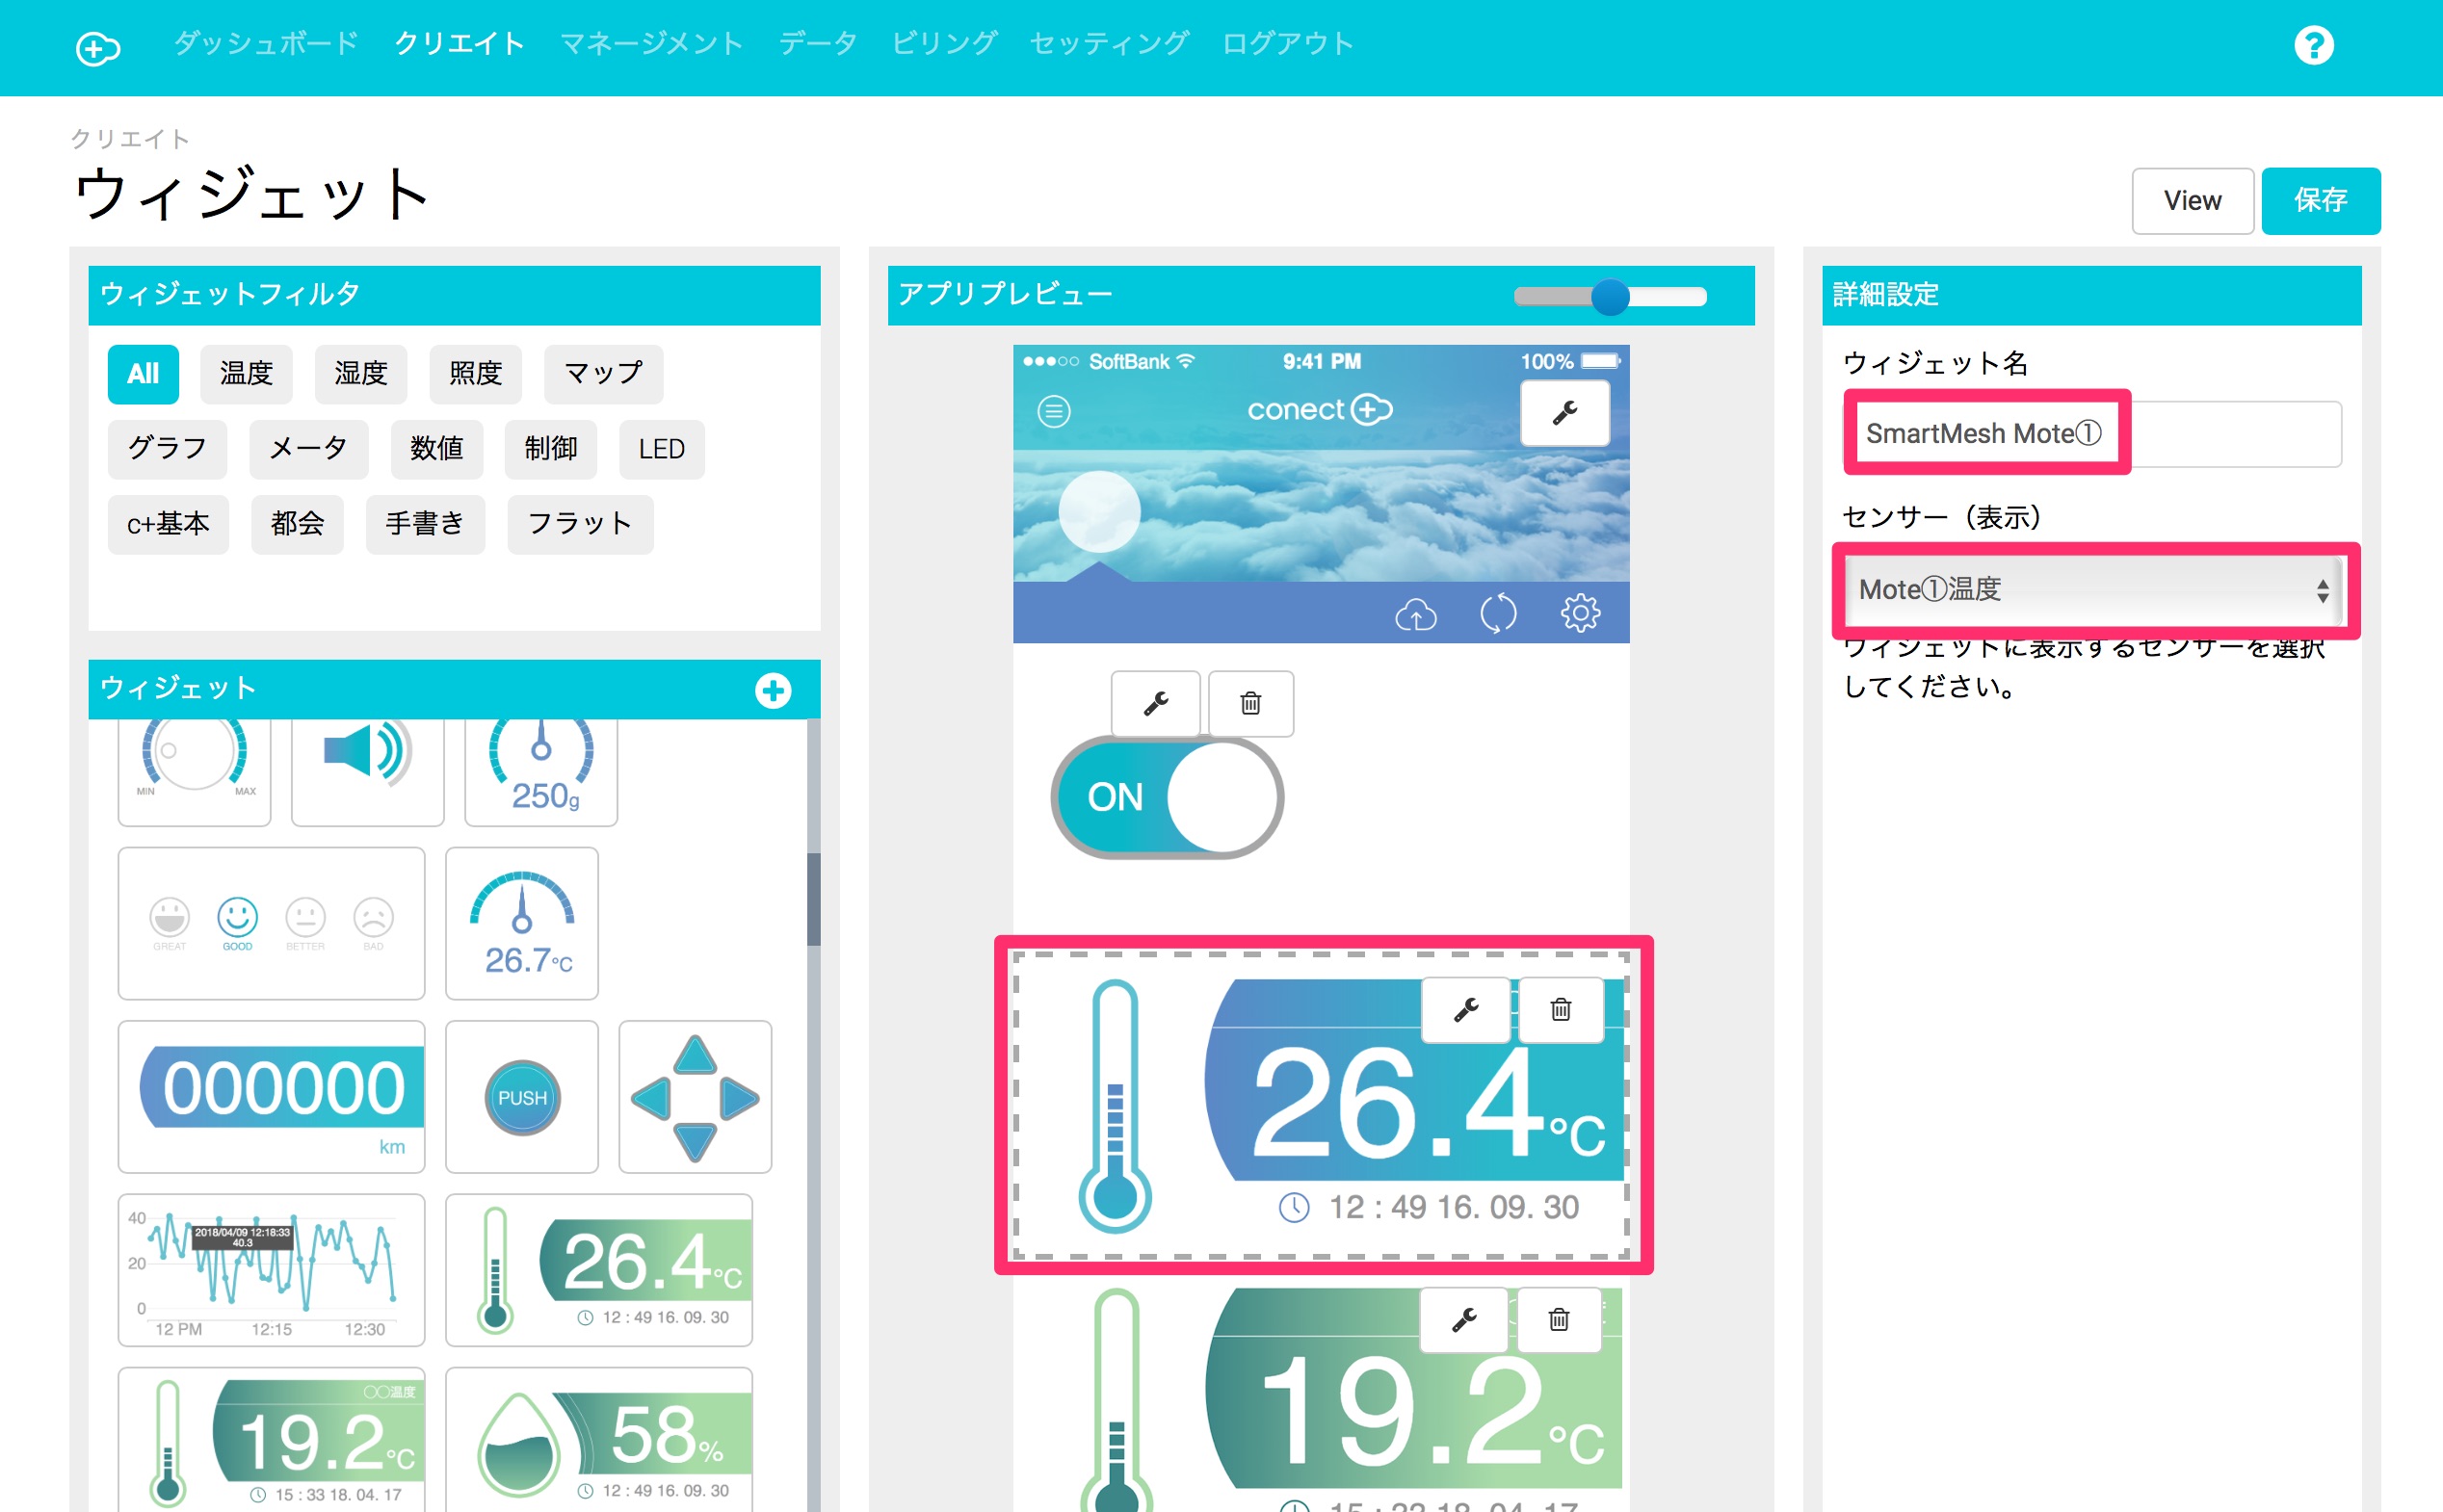 ダッシュボード クリエイト マネージメント データ ビリング セッティング ログアウト
クリエイト
ウィジェット
View 保存
ウィジェットフィルタ
All 温度 湿度 照度 マップ
グラフ メータ 数値 制御 LED
c+基本 都会 手書き フラット
ウィジェット
MIN MAX
250g
GREAT GOOD BETTER BAD
26.7°C
000000
km
PUSH
40
20
0
2018/04/09 12:18:33
40.3
12 PM 12:15 12:30
26.4°C
12 : 49 16. 09. 30
〇〇温度
19.2°C
15 : 33 18. 04. 17
58%
12 : 49 16. 09. 30
アプリプレビュー
SoftBank 9:41 PM 100%
conect
ON
26.4°C
12 : 49 16. 09. 30
19.2°C
15 : 33 18. 04. 17
詳細設定
ウィジェット名
SmartMesh Mote①
センサー（表示）
Mote①温度
ウィジェットに表示するセンサーを選択
してください。